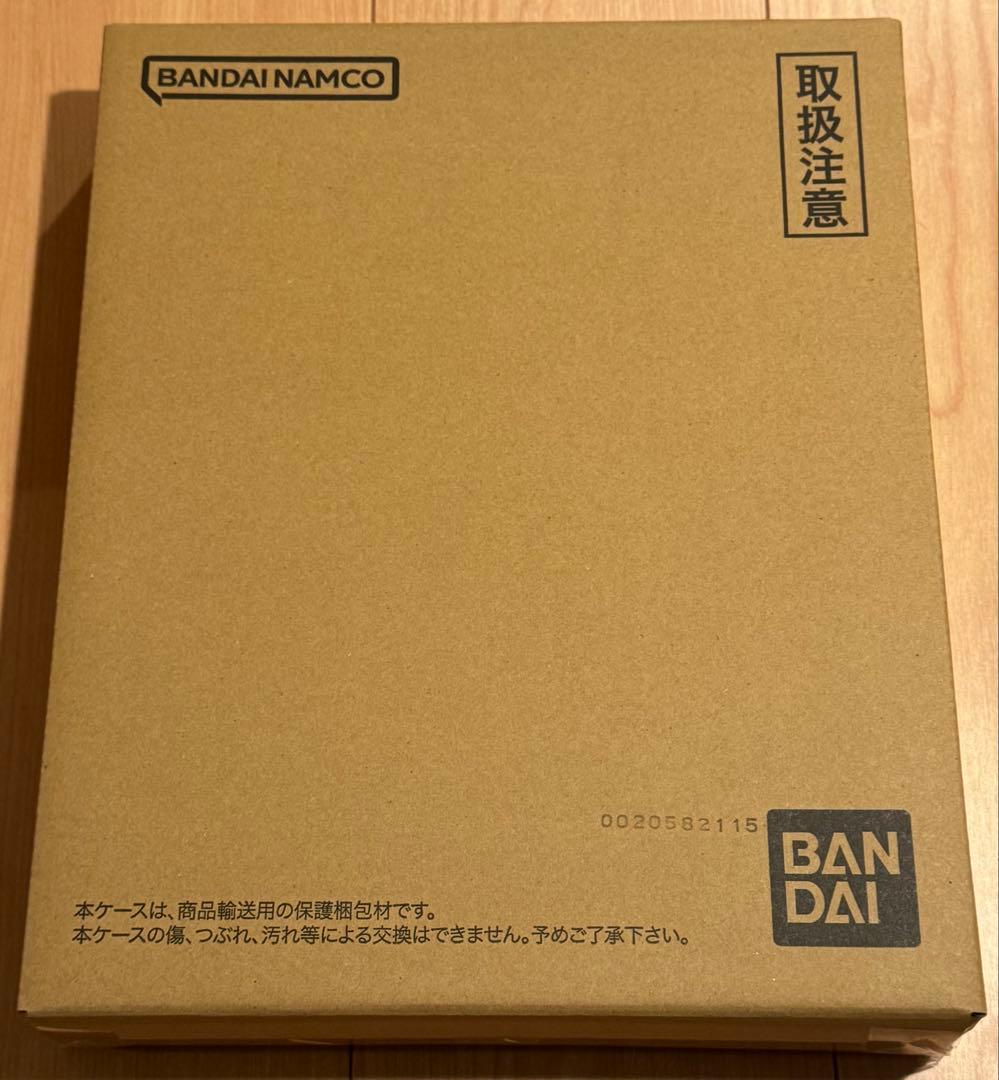 BANDAI NAMCO
取扱注意
0020582115
BAN
DAI
本ケースは、商品輸送用の保護梱包材です。
本ケースの傷、つぶれ、汚れ等による交換はできません。予めご了承下さい。